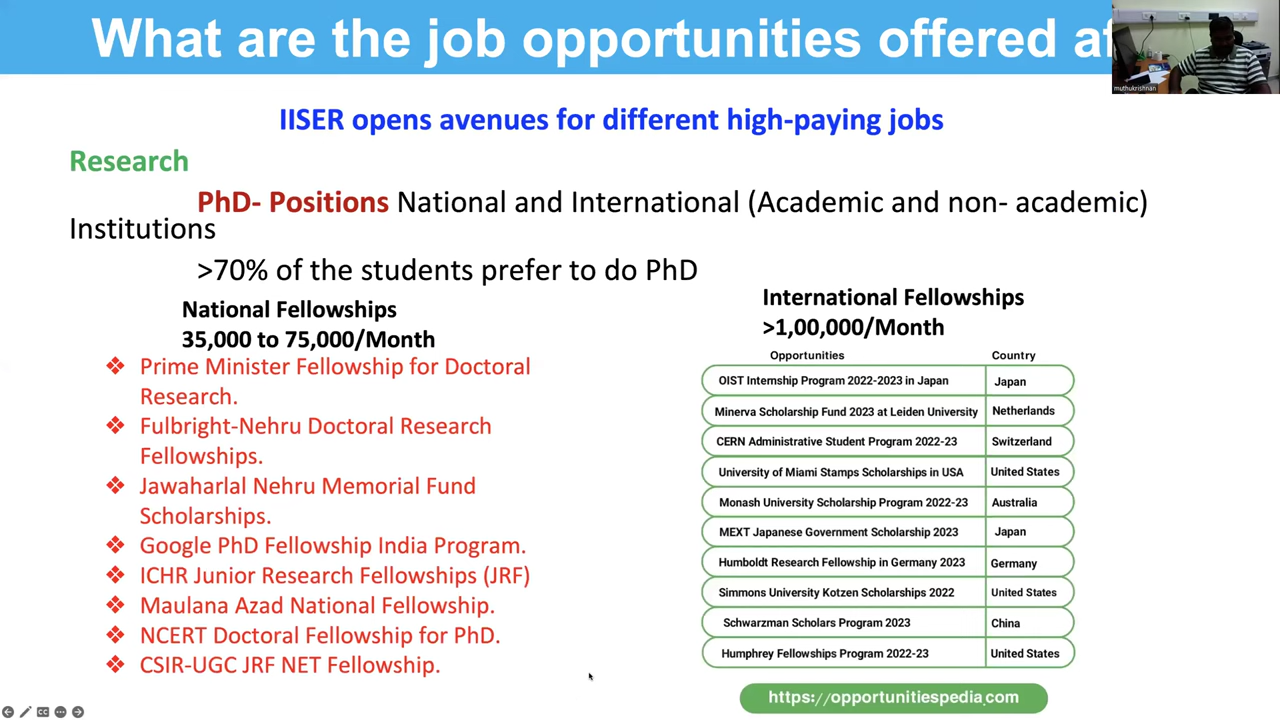 What are the job opportunities offered af
muthukrishnan
IISER opens avenues for different high-paying jobs
Research
PhD- Positions National and International (Academic and non- academic)
Institutions
>70% of the students prefer to do PhD
National Fellowships
35,000 to 75,000/Month
❖ Prime Minister Fellowship for Doctoral
Research.
❖ Fulbright-Nehru Doctoral Research
Fellowships.
❖ Jawaharlal Nehru Memorial Fund
Scholarships.
❖ Google PhD Fellowship India Program.
❖ ICHR Junior Research Fellowships (JRF)
❖ Maulana Azad National Fellowship.
❖ NCERT Doctoral Fellowship for PhD.
❖ CSIR-UGC JRF NET Fellowship.
International Fellowships
>1,00,000/Month
Opportunities Country
OIST Internship Program 2022-2023 in Japan Japan
Minerva Scholarship Fund 2023 at Leiden University Netherlands
CERN Administrative Student Program 2022-23 Switzerland
University of Miami Stamps Scholarships in USA United States
Monash University Scholarship Program 2022-23 Australia
MEXT Japanese Government Scholarship 2023 Japan
Humboldt Research Fellowship in Germany 2023 Germany
Simmons University Kotzen Scholarships 2022 United States
Schwarzman Scholars Program 2023 China
Humphrey Fellowships Program 2022-23 United States
https://opportunitiespedia.com